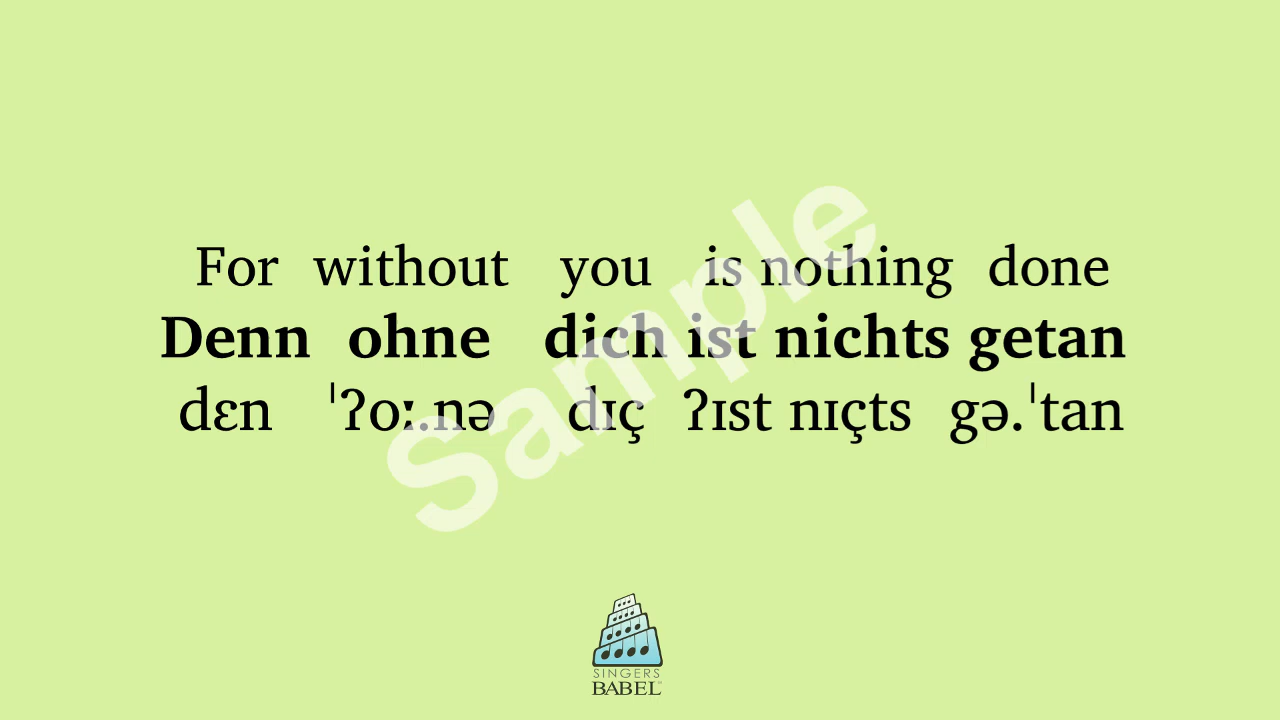 For without you is nothing done
Denn ohne dich ist nichts getan
dɛn ˈʔoː.nə dɪç ʔɪst nɪçts gə.ˈtan
Sample
SINGERS
BABEL